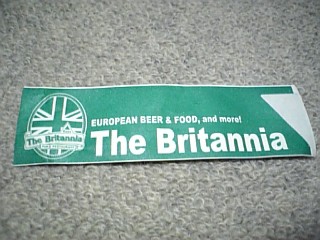 The Britannia
EUROPEAN BEER & FOOD, and more!
The Britannia